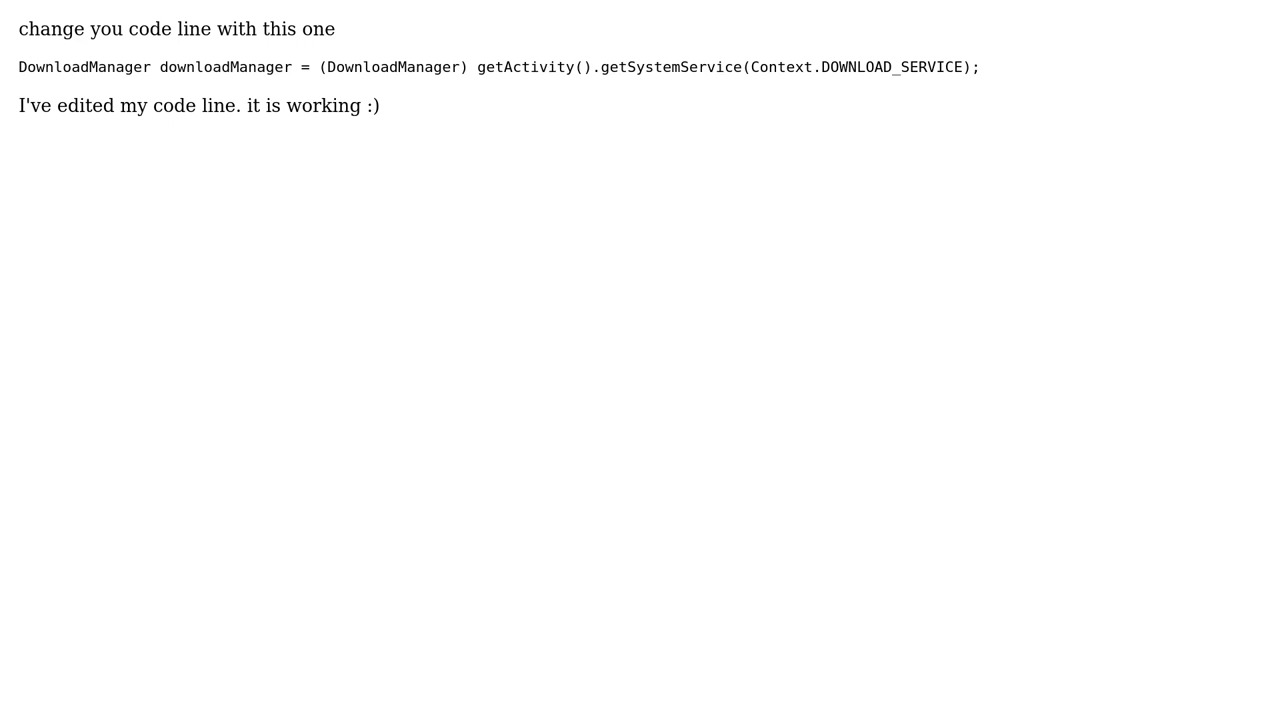 change you code line with this one
DownloadManager downloadManager = (DownloadManager) getActivity().getSystemService(Context.DOWNLOAD_SERVICE);
I've edited my code line. it is working :)